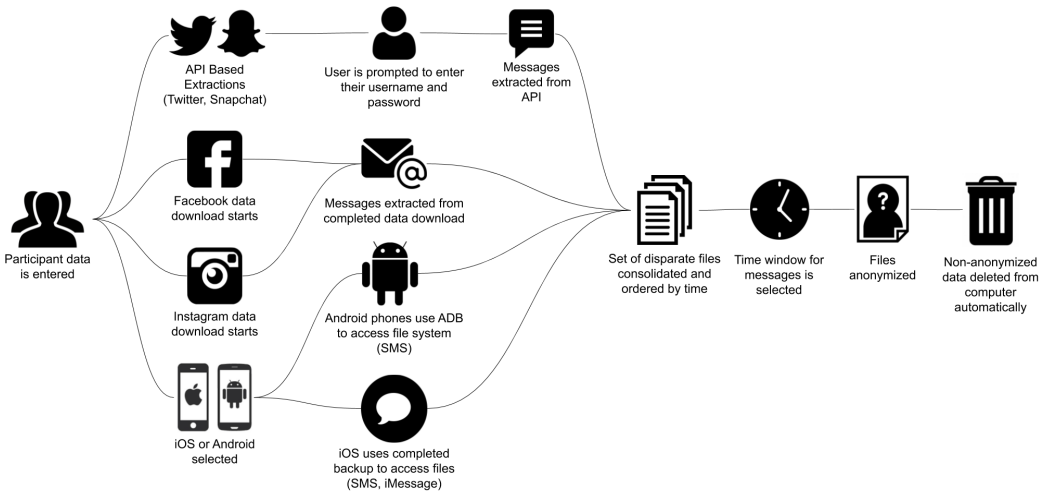 Participant data
is entered
API Based
Extractions
(Twitter, Snapchat)
User is prompted to enter
their username and
password
Messages
extracted from
API
Facebook data
download starts
Messages extracted from
completed data download
Instagram data
download starts
Android phones use ADB
to access file system
(SMS)
iOS or Android
selected
iOS uses completed
backup to access files
(SMS, iMessage)
Set of disparate files
consolidated and
ordered by time
Time window for
messages is
selected
Files
anonymized
Non-anonymized
data deleted from
computer
automatically